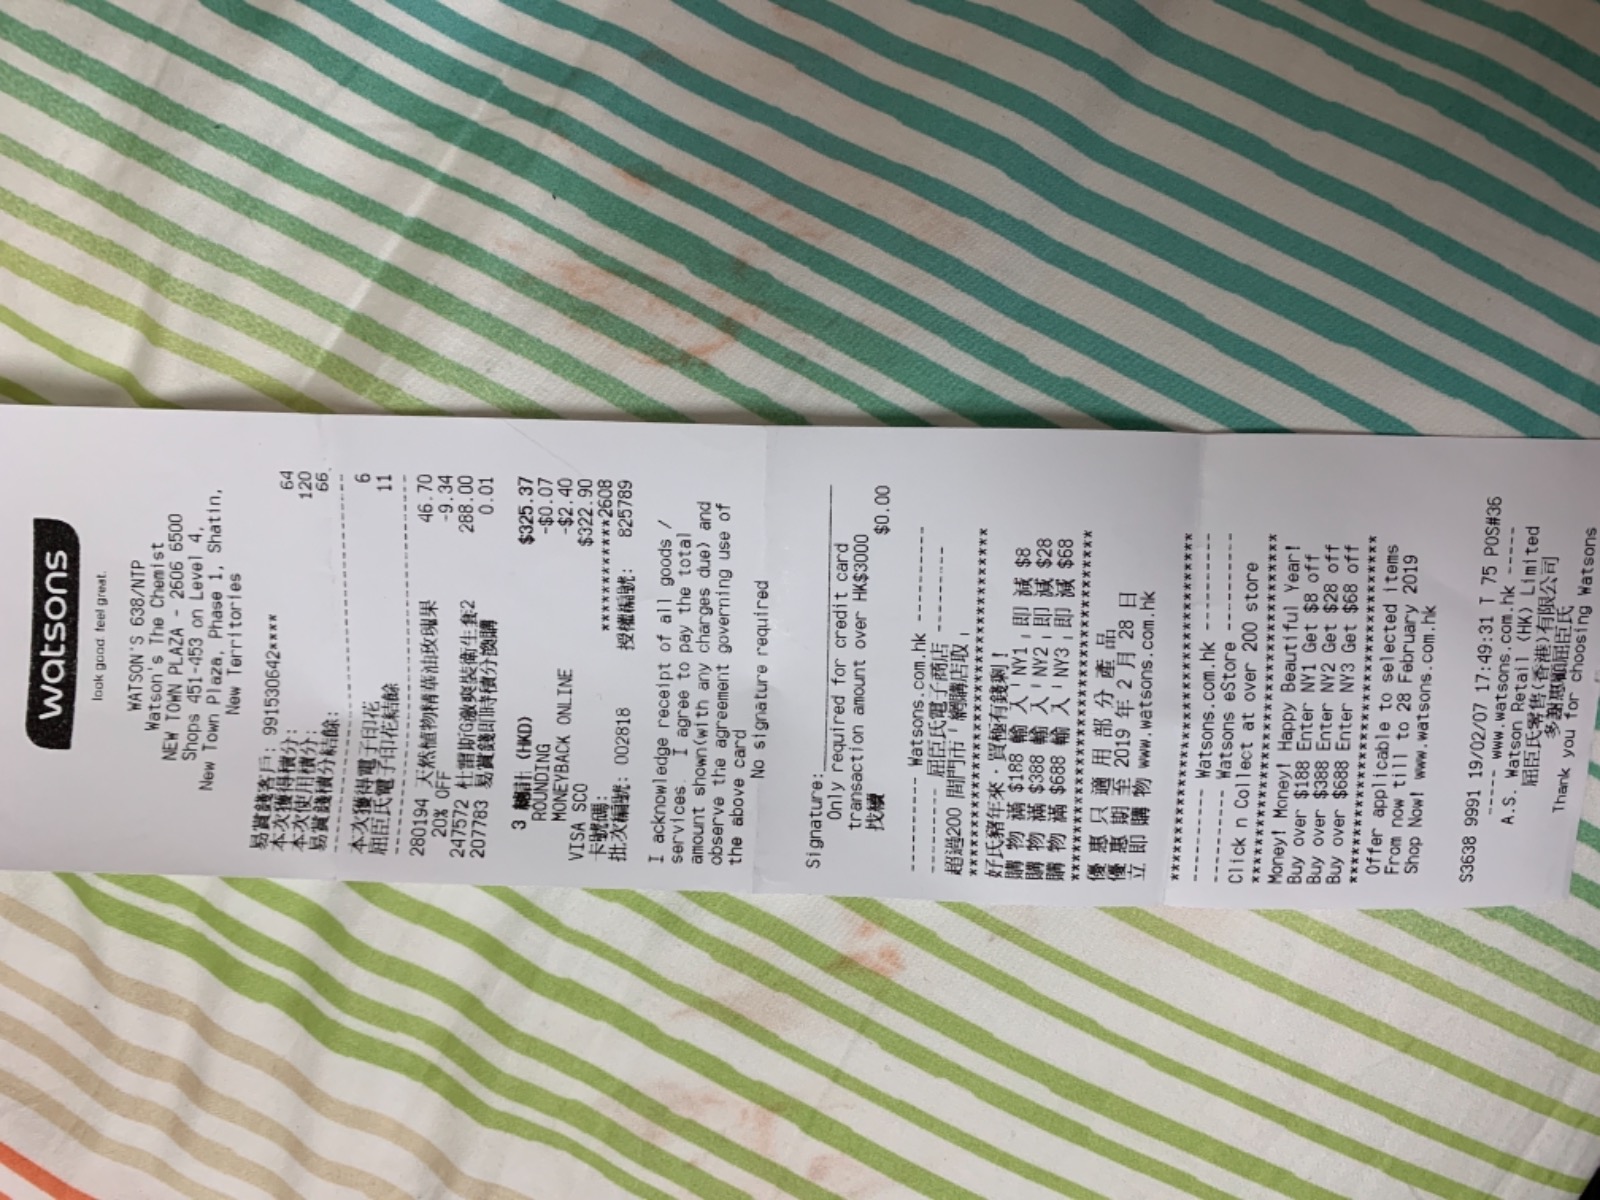 watsons
look good. feel great.
WATSON'S 638/NTP
Watson's The Chemist
NEW TOWN PLAZA - 2606 6500
Shops 451-453 on Level 4,
New Town Plaza, Phase 1, Shatin,
New Territories
易賞錢客戶: 991530642****
本次獲得積分: 64
本次使用積分: 120
易賞錢積分結餘: 66
本次獲得電子印花 6
屈臣氏電子印花結餘 11
280194 天然植物精華油玫瑰果 46.70
20% OFF -9.34
247572 杜蕾斯G激爽裝衛生套2 288.00
207783 易賞錢即時積分換購 0.01
3 總計 (HKD) $325.37
ROUNDING -$0.07
MONEYBACK ONLINE -$2.40
VISA SCO $322.90
卡號碼: ************2608
批次編號: 002818 授權編號: 825789
I acknowledge receipt of all goods /
services. I agree to pay the total
amount shown(with any charges due) and
observe the agreement governing use of
the above card
No signature required
Signature:
Only required for credit card
transaction amount over HK$3000
找續 $0.00
---------- Watsons.com.hk ----------
---------- 屈臣氏電子商店 ----------
超過200 間門市「網購店取」
************************************
好氏豬年來‧買極有錢剩!
購 物 滿 $188 輸 入「NY1」即 減 $8
購 物 滿 $388 輸 入「NY2」即 減 $28
購 物 滿 $688 輸 入「NY3」即 減 $68
************************************
優 惠 只 適 用 部 分 產 品
優 惠 期 至 2019 年 2 月 28 日
立 即 購 物 www.watsons.com.hk
************************************
---------- Watsons.com.hk ----------
---------- Watsons eStore ----------
Click n Collect at over 200 store
************************************
Money! Money! Happy Beautiful Year!
Buy over $188 Enter NY1 Get $8 off
Buy over $388 Enter NY2 Get $28 off
Buy over $688 Enter NY3 Get $68 off
************************************
Offer applicable to selected items
From now till to 28 February 2019
Shop Now! www.watsons.com.hk
S3638 9991 19/02/07 17:49:31 T 75 POS#36
----- www.watsons.com.hk -----
A.S. Watson Retail (HK) Limited
屈臣氏零售(香港)有限公司
多謝惠顧屈臣氏
Thank you for choosing Watsons